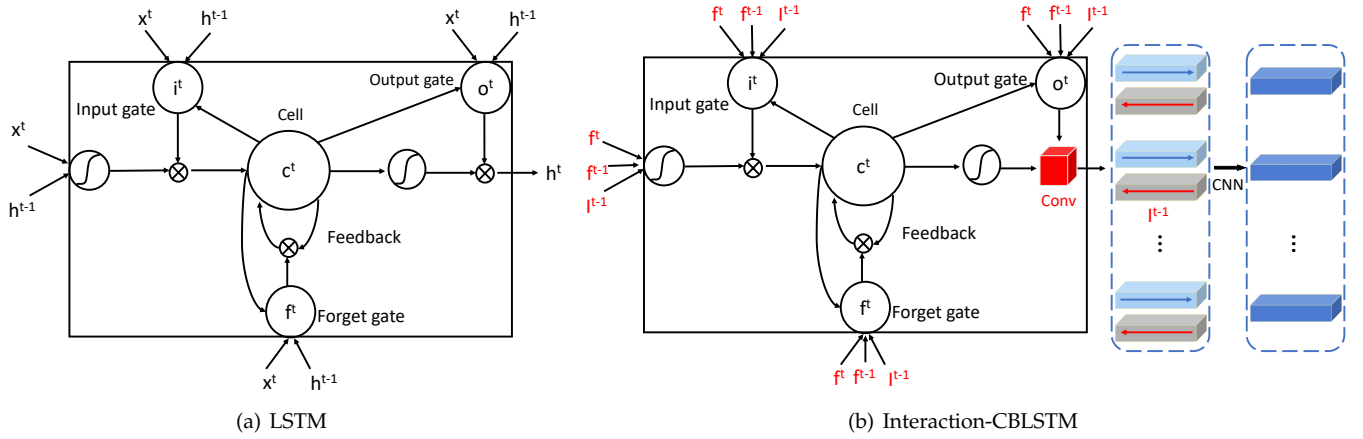 x^t h^{t-1}
x^t h^{t-1}
i^t
Output gate
o^t
Input gate
Cell
x^t
c^t
h^t
h^{t-1}
Feedback
f^t
Forget gate
x^t h^{t-1}
(a) LSTM
f^t f^{t-1} I^{t-1}
f^t f^{t-1} I^{t-1}
i^t
Output gate
o^t
Input gate
Cell
f^t
f^{t-1}
I^{t-1}
c^t
Conv
Feedback
f^t
Forget gate
f^t f^{t-1} I^{t-1}
CNN
I^{t-1}
...
...
(b) Interaction-CBLSTM